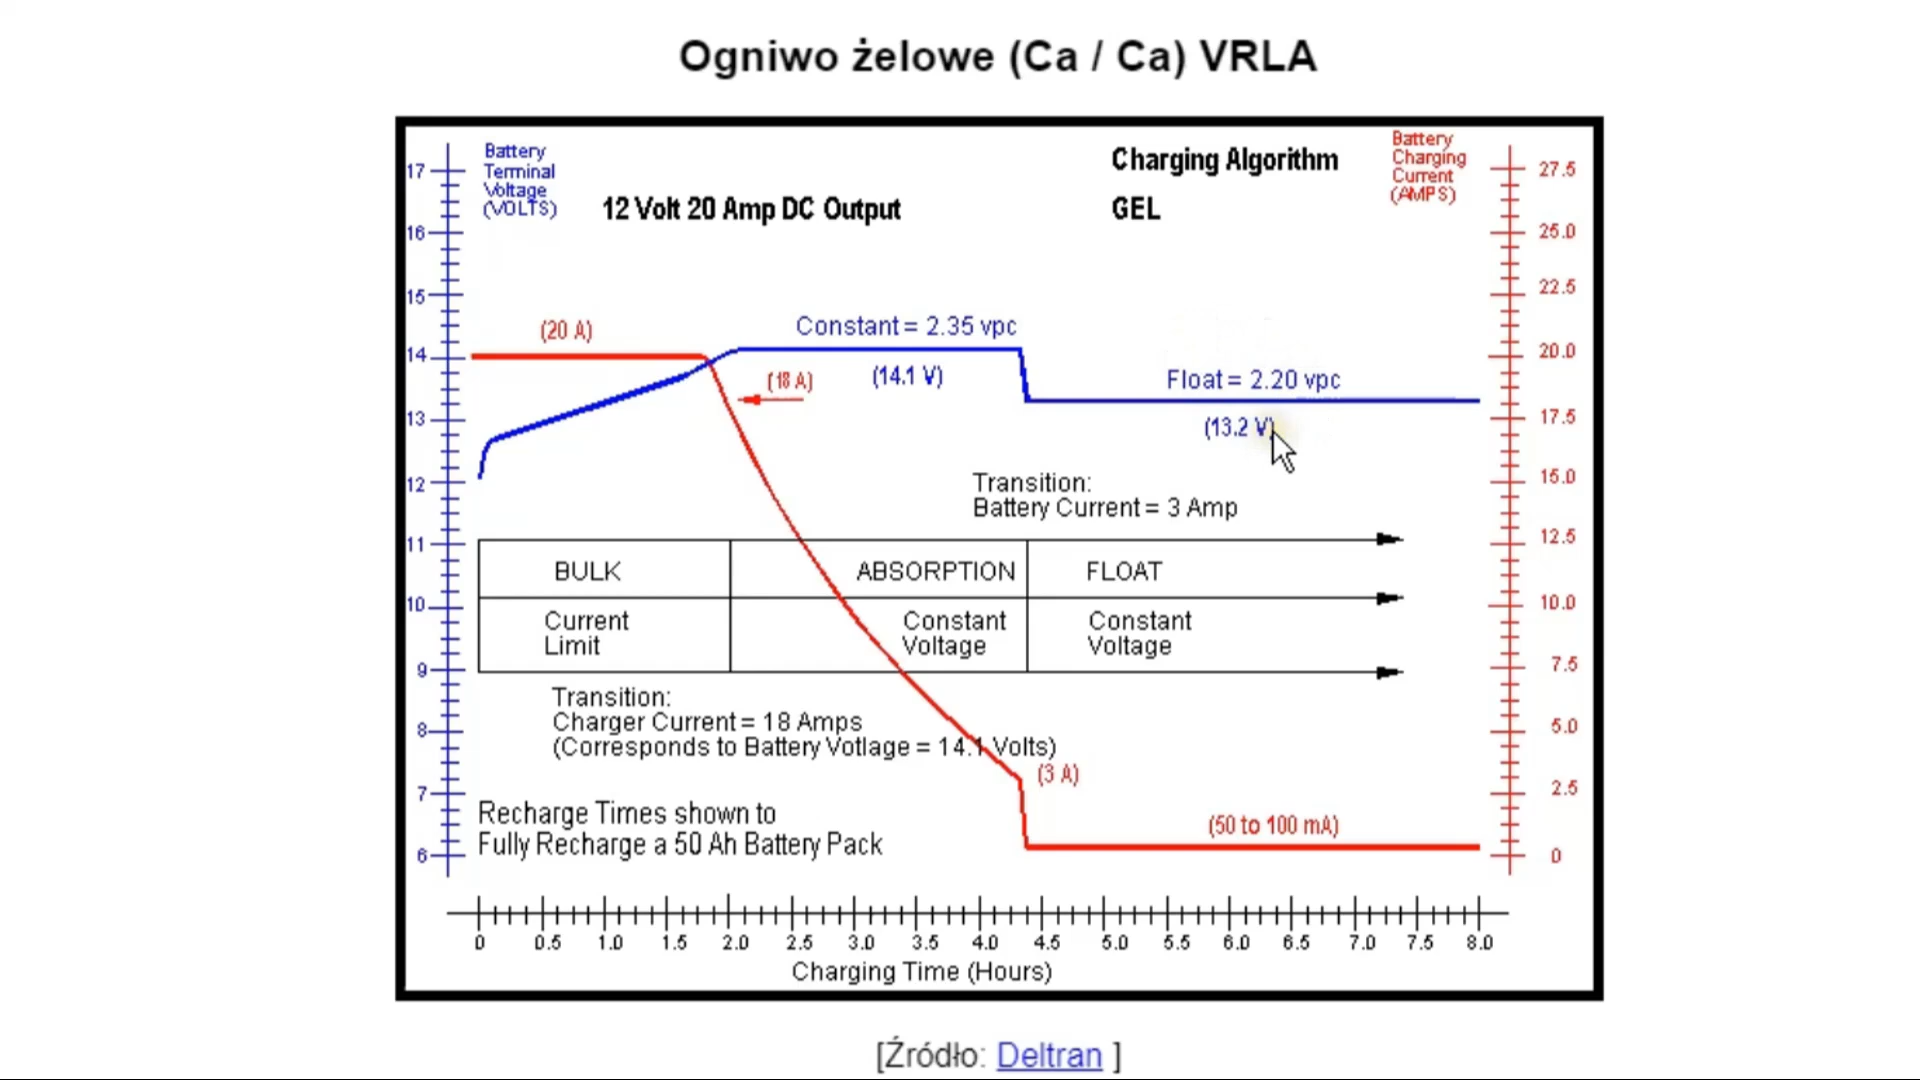 Ogniwo żelowe (Ca / Ca) VRLA
Battery
Terminal
Voltage
(VOLTS)
12 Volt 20 Amp DC Output
Charging Algorithm
GEL
Battery
Charging
Current
(AMPS)
17
16
15
14
13
12
11
10
9
8
7
6
27.5
25.0
22.5
20.0
17.5
15.0
12.5
10.0
7.5
5.0
2.5
0
(20 A)
Constant = 2.35 vpc
(18 A)
(14.1 V)
Float = 2.20 vpc
(13.2 V)
Transition:
Battery Current = 3 Amp
BULK
ABSORPTION
FLOAT
Current
Limit
Constant
Voltage
Constant
Voltage
Transition:
Charger Current = 18 Amps
(Corresponds to Battery Votlage = 14.1 Volts)
(3 A)
Recharge Times shown to
Fully Recharge a 50 Ah Battery Pack
(50 to 100 mA)
0 0.5 1.0 1.5 2.0 2.5 3.0 3.5 4.0 4.5 5.0 5.5 6.0 6.5 7.0 7.5 8.0
Charging Time (Hours)
[Źródło: Deltran ]